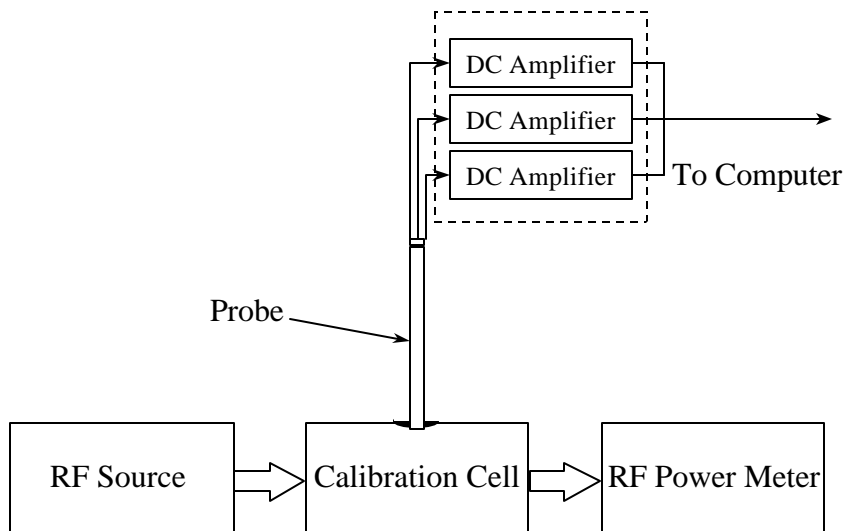 DC Amplifier
DC Amplifier
DC Amplifier
To Computer
Probe
RF Source
Calibration Cell
RF Power Meter